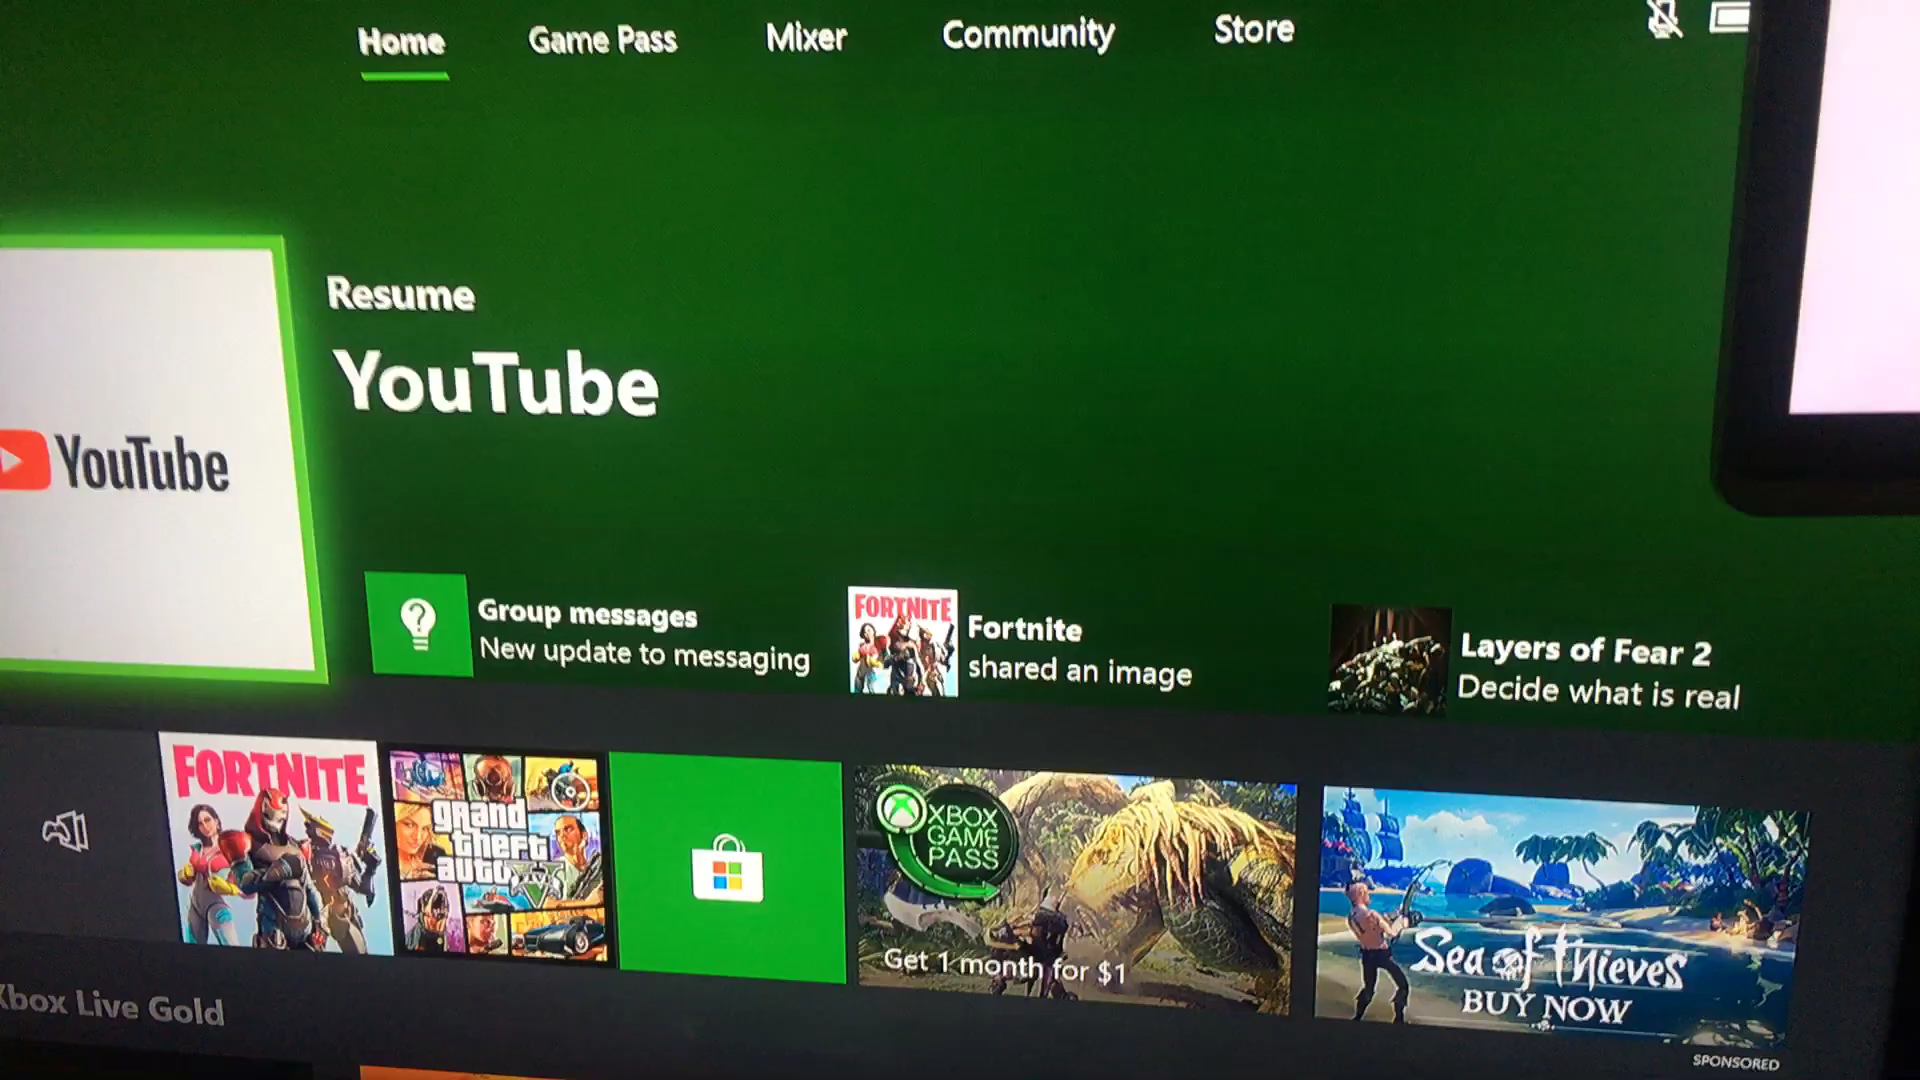 Home
Game Pass
Mixer
Community
Store
Resume
YouTube
YouTube
Group messages
New update to messaging
FORTNITE
Fortnite
shared an image
Layers of Fear 2
Decide what is real
FORTNITE
grand
theft
auto
XBOX
GAME
PASS
Get 1 month for $1
Sea of Thieves
BUY NOW
SPONSORED
Xbox Live Gold